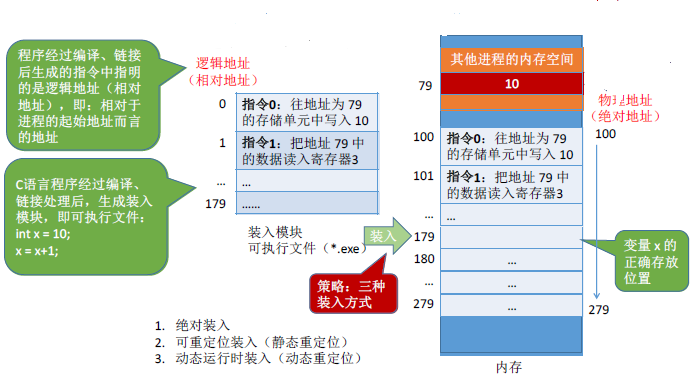 程序经过编译、链接
后生成的指令中指明
的是逻辑地址（相对
地址），即：相对于
进程的起始地址而言
的地址
C语言程序经过编译、
链接处理后，生成装入
模块，即可执行文件：
int x = 10;
x = x+1;
逻辑地址
（相对地址）
0
指令0：往地址为 79
的存储单元中写入 10
1
指令1：把地址 79 中
的数据读入寄存器3
...
...
179
......
装入模块
可执行文件（*.exe）
装入
策略：三种
装入方式
1. 绝对装入
2. 可重定位装入（静态重定位）
3. 动态运行时装入（动态重定位）
其他进程的内存空间
79
10
100
指令0：往地址为 79
的存储单元中写入 10
101
指令1：把地址 79 中
的数据读入寄存器3
...
...
179
180
...
...
...
279
...
内存
物理地址
（绝对地址）
100
279
变量 x 的
正确存放
位置